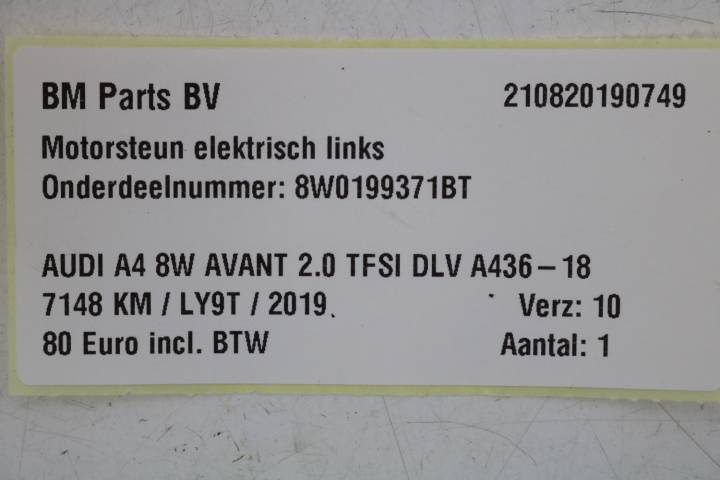 BM Parts BV 210820190749
Motorsteun elektrisch links
Onderdeelnummer: 8W0199371BT
AUDI A4 8W AVANT 2.0 TFSI DLV A436-18
7148 KM / LY9T / 2019. Verz: 10
80 Euro incl. BTW Aantal: 1